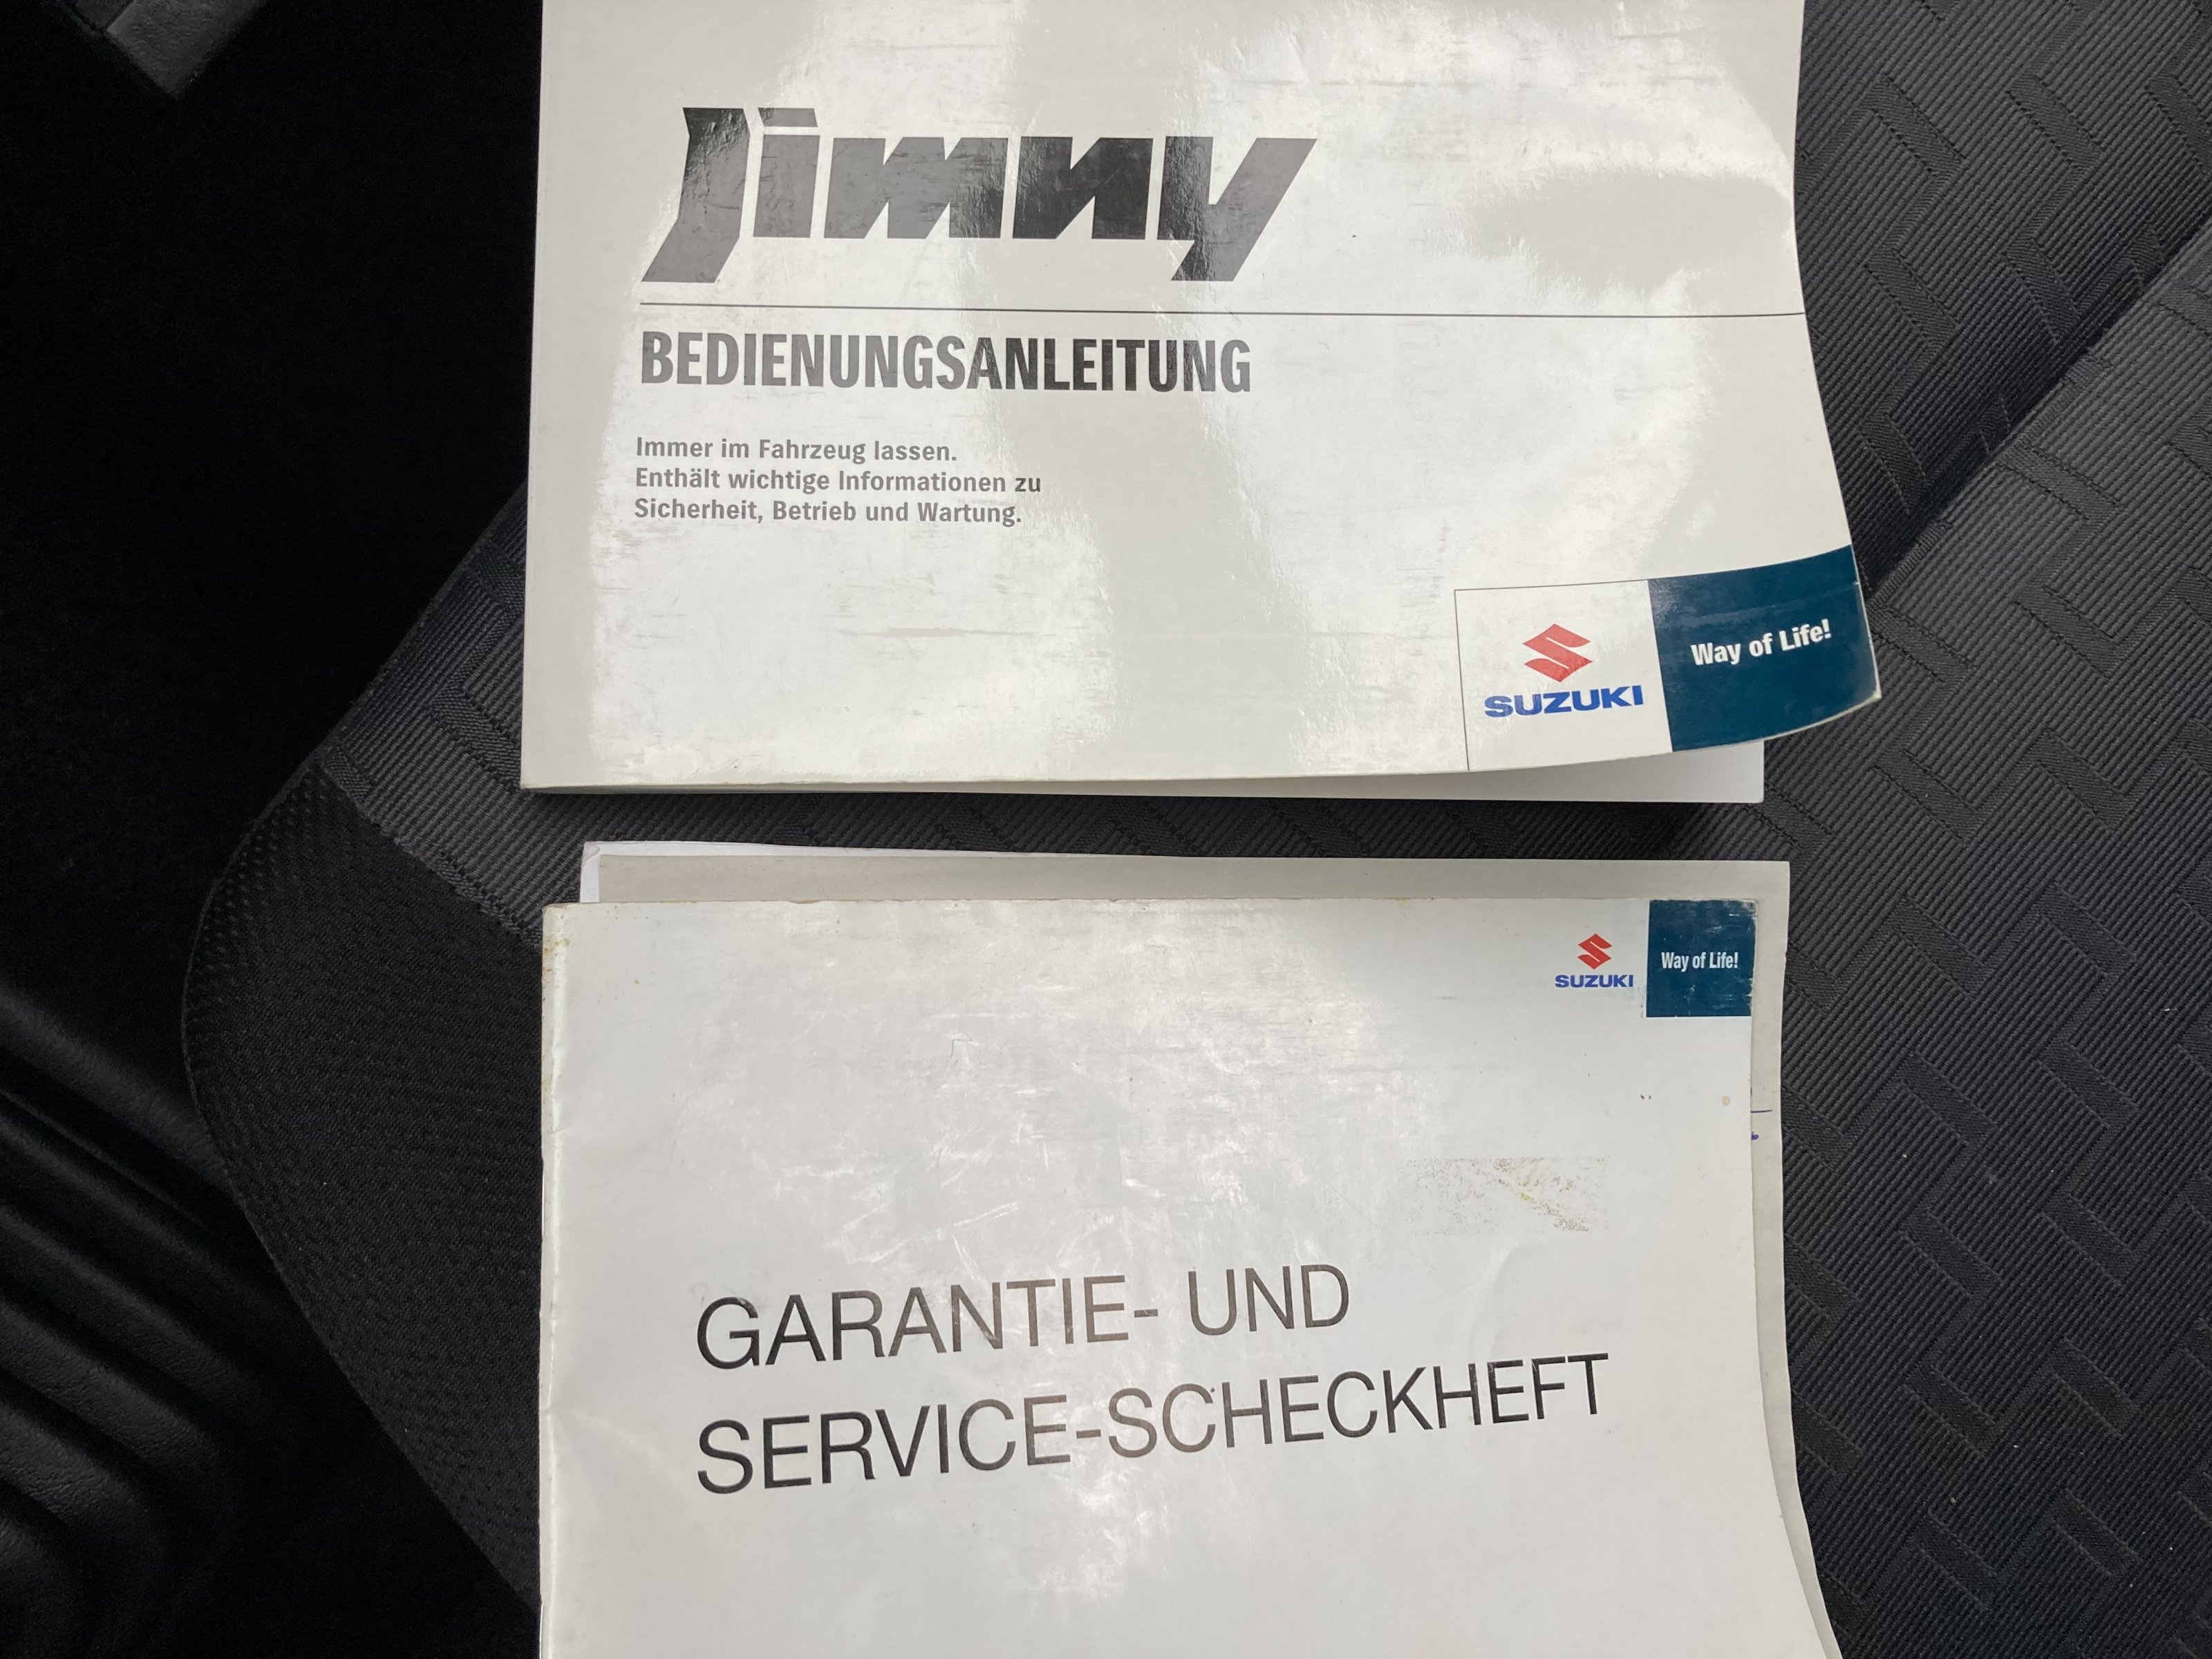 Jimny
BEDIENUNGSANLEITUNG
Immer im Fahrzeug lassen.
Enthält wichtige Informationen zu
Sicherheit, Betrieb und Wartung.
Way of Life!
SUZUKI
Way of Life!
SUZUKI
GARANTIE- UND
SERVICE-SCHECKHEFT